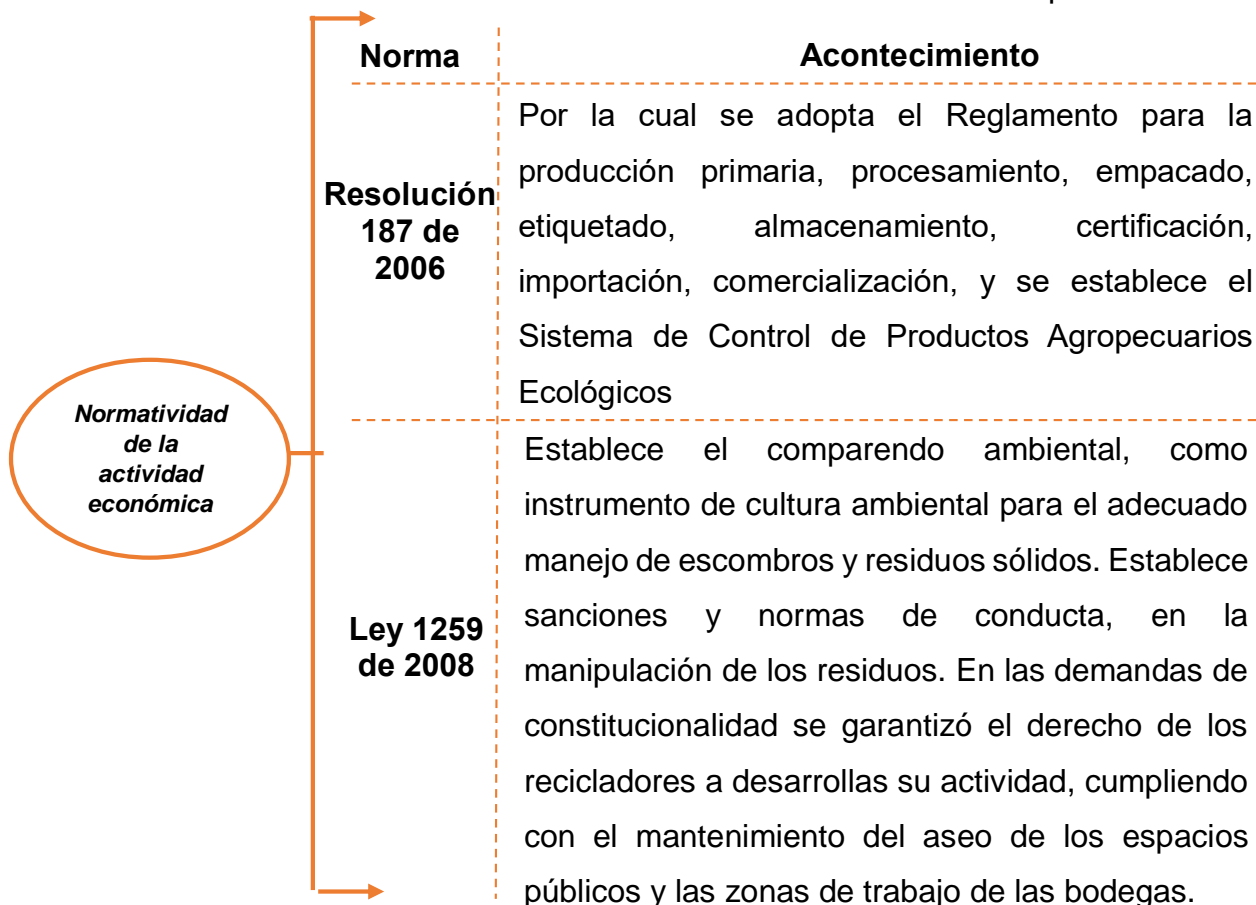 Norma
Acontecimiento
Resolución
187 de
2006
Por la cual se adopta el Reglamento para la
producción primaria, procesamiento, empacado,
etiquetado, almacenamiento, certificación,
importación, comercialización, y se establece el
Sistema de Control de Productos Agropecuarios
Ecológicos
Normatividad
de la
actividad
económica
Ley 1259
de 2008
Establece el comparendo ambiental, como
instrumento de cultura ambiental para el adecuado
manejo de escombros y residuos sólidos. Establece
sanciones y normas de conducta, en la
manipulación de los residuos. En las demandas de
constitucionalidad se garantizó el derecho de los
recicladores a desarrollas su actividad, cumpliendo
con el mantenimiento del aseo de los espacios
públicos y las zonas de trabajo de las bodegas.